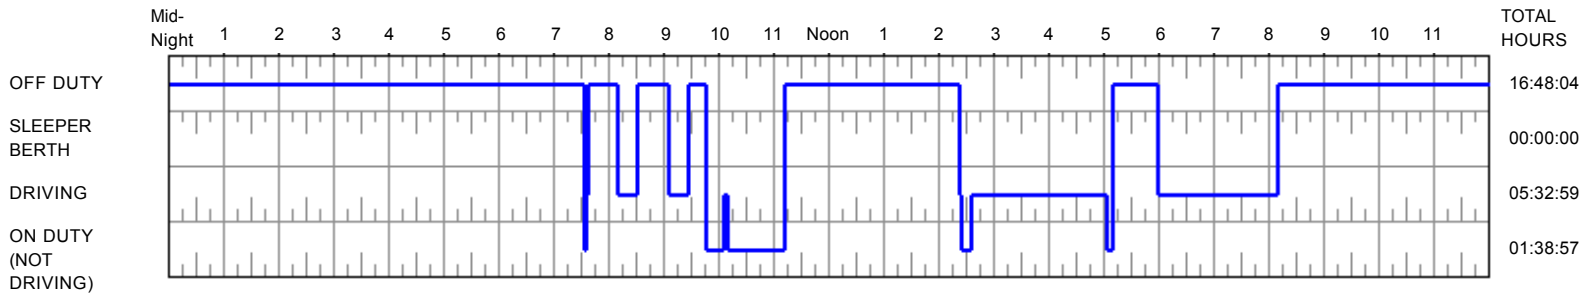 Mid-
Night 1 2 3 4 5 6 7 8 9 10 11 Noon 1 2 3 4 5 6 7 8 9 10 11
TOTAL
HOURS
OFF DUTY 16:48:04
SLEEPER
BERTH 00:00:00
DRIVING 05:32:59
ON DUTY
(NOT
DRIVING) 01:38:57